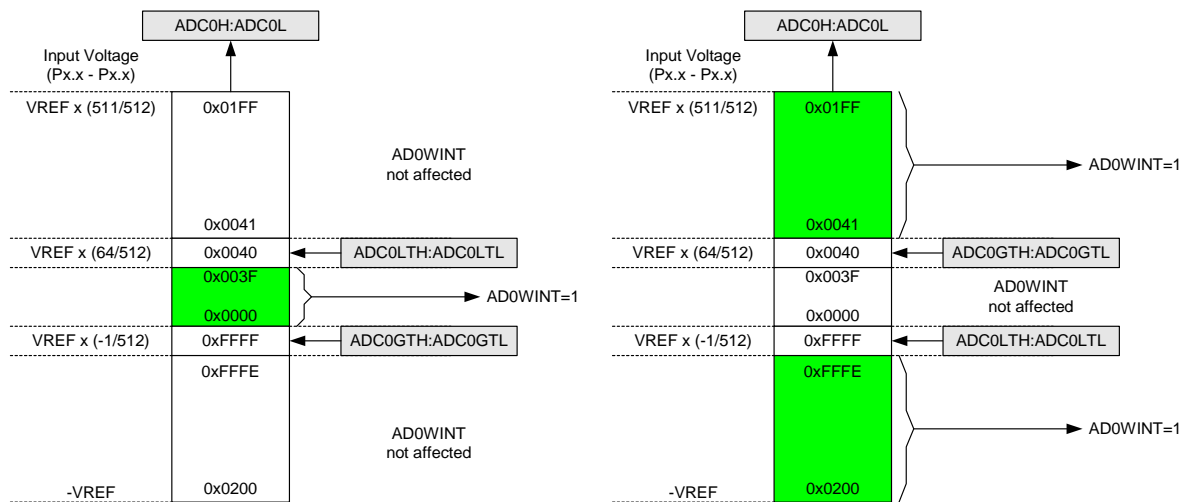 ADC0H:ADC0L
Input Voltage
(Px.x - Px.x)
VREF x (511/512)
0x01FF
AD0WINT
not affected
0x0041
VREF x (64/512)
0x0040
ADC0LTH:ADC0LTL
0x003F
AD0WINT=1
0x0000
VREF x (-1/512)
0xFFFF
ADC0GTH:ADC0GTL
0xFFFE
AD0WINT
not affected
-VREF
0x0200
ADC0H:ADC0L
Input Voltage
(Px.x - Px.x)
VREF x (511/512)
0x01FF
AD0WINT=1
0x0041
VREF x (64/512)
0x0040
ADC0GTH:ADC0GTL
0x003F
AD0WINT
not affected
0x0000
VREF x (-1/512)
0xFFFF
ADC0LTH:ADC0LTL
0xFFFE
AD0WINT=1
-VREF
0x0200